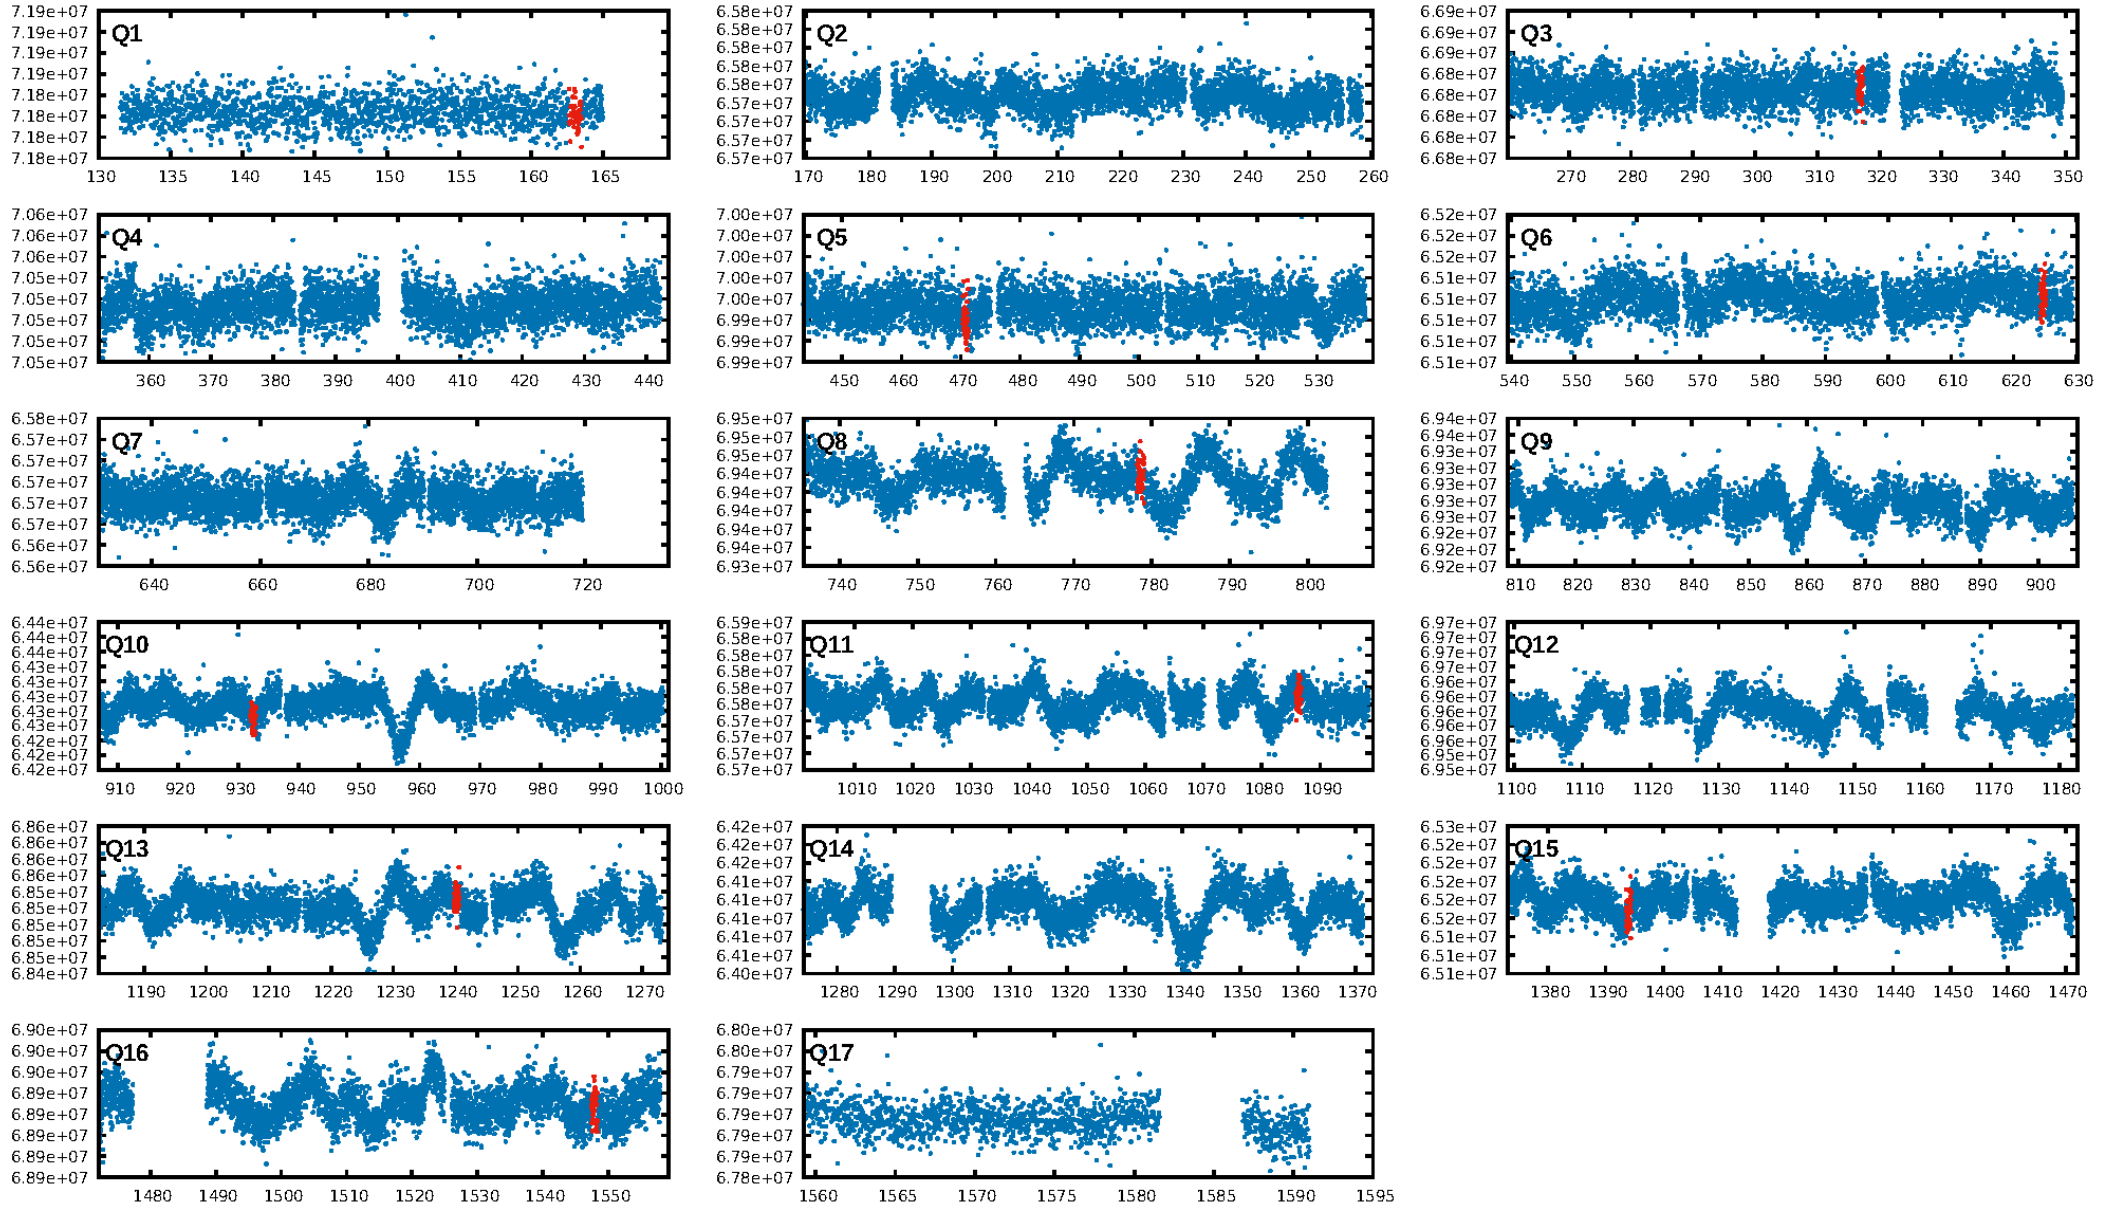 7.19e+07
7.19e+07
7.19e+07
7.19e+07
7.18e+07
7.18e+07
7.18e+07
7.18e+07
Q1
130 135 140 145 150 155 160 165
6.58e+07
6.58e+07
6.58e+07
6.58e+07
6.58e+07
6.57e+07
6.57e+07
6.57e+07
6.57e+07
Q2
170 180 190 200 210 220 230 240 250 260
6.69e+07
6.69e+07
6.69e+07
6.68e+07
6.68e+07
6.68e+07
6.68e+07
6.68e+07
Q3
270 280 290 300 310 320 330 340 350
7.06e+07
7.06e+07
7.06e+07
7.05e+07
7.05e+07
7.05e+07
7.05e+07
7.05e+07
Q4
360 370 380 390 400 410 420 430 440
7.00e+07
7.00e+07
7.00e+07
7.00e+07
7.00e+07
6.99e+07
6.99e+07
6.99e+07
Q5
450 460 470 480 490 500 510 520 530
6.52e+07
6.52e+07
6.52e+07
6.51e+07
6.51e+07
6.51e+07
6.51e+07
6.51e+07
Q6
540 550 560 570 580 590 600 610 620 630
6.58e+07
6.57e+07
6.57e+07
6.57e+07
6.57e+07
6.57e+07
6.56e+07
6.56e+07
Q7
640 660 680 700 720
6.95e+07
6.95e+07
6.95e+07
6.94e+07
6.94e+07
6.94e+07
6.94e+07
6.94e+07
6.93e+07
Q8
740 750 760 770 780 790 800
6.94e+07
6.94e+07
6.93e+07
6.93e+07
6.93e+07
6.93e+07
6.93e+07
6.92e+07
6.92e+07
6.92e+07
Q9
810 820 830 840 850 860 870 880 890 900
6.44e+07
6.44e+07
6.44e+07
6.43e+07
6.43e+07
6.43e+07
6.43e+07
6.43e+07
6.42e+07
6.42e+07
6.42e+07
Q10
910 920 930 940 950 960 970 980 990 1000
6.59e+07
6.58e+07
6.58e+07
6.58e+07
6.58e+07
6.58e+07
6.57e+07
6.57e+07
6.57e+07
6.57e+07
Q11
1010 1020 1030 1040 1050 1060 1070 1080 1090
6.97e+07
6.97e+07
6.97e+07
6.97e+07
6.96e+07
6.96e+07
6.96e+07
6.96e+07
6.96e+07
6.95e+07
6.95e+07
Q12
1100 1110 1120 1130 1140 1150 1160 1170 1180
6.86e+07
6.86e+07
6.86e+07
6.86e+07
6.85e+07
6.85e+07
6.85e+07
6.85e+07
6.85e+07
6.84e+07
Q13
1190 1200 1210 1220 1230 1240 1250 1260 1270
6.42e+07
6.42e+07
6.42e+07
6.41e+07
6.41e+07
6.41e+07
6.41e+07
6.41e+07
6.40e+07
Q14
1280 1290 1300 1310 1320 1330 1340 1350 1360 1370
6.53e+07
6.52e+07
6.52e+07
6.52e+07
6.52e+07
6.52e+07
6.51e+07
6.51e+07
6.51e+07
Q15
1380 1390 1400 1410 1420 1430 1440 1450 1460 1470
6.90e+07
6.90e+07
6.90e+07
6.89e+07
6.89e+07
6.89e+07
6.89e+07
6.89e+07
Q16
1480 1490 1500 1510 1520 1530 1540 1550
6.80e+07
6.80e+07
6.79e+07
6.79e+07
6.79e+07
6.79e+07
6.78e+07
6.78e+07
Q17
1560 1565 1570 1575 1580 1585 1590 1595